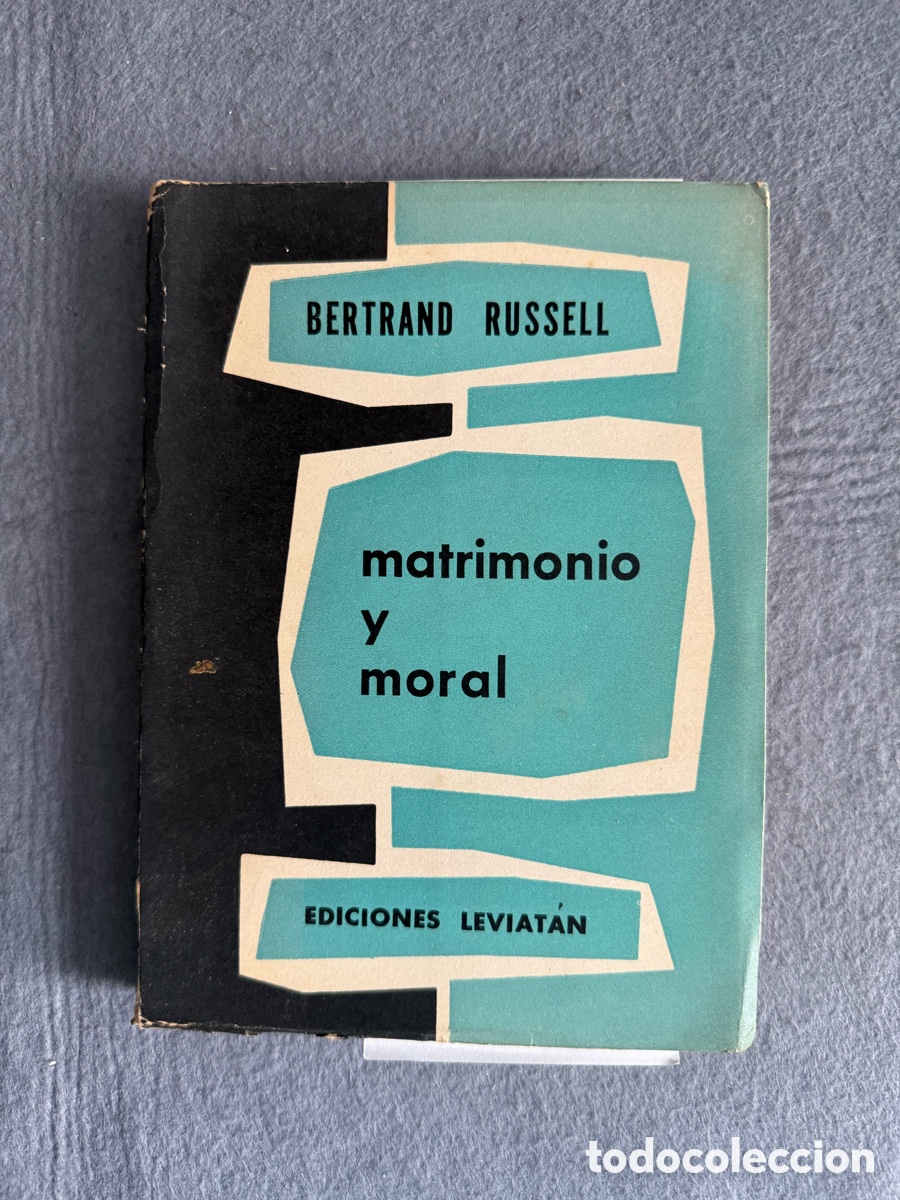 BERTRAND RUSSELL
matrimonio
y
moral
EDICIONES LEVIATÁN
todocoleccion